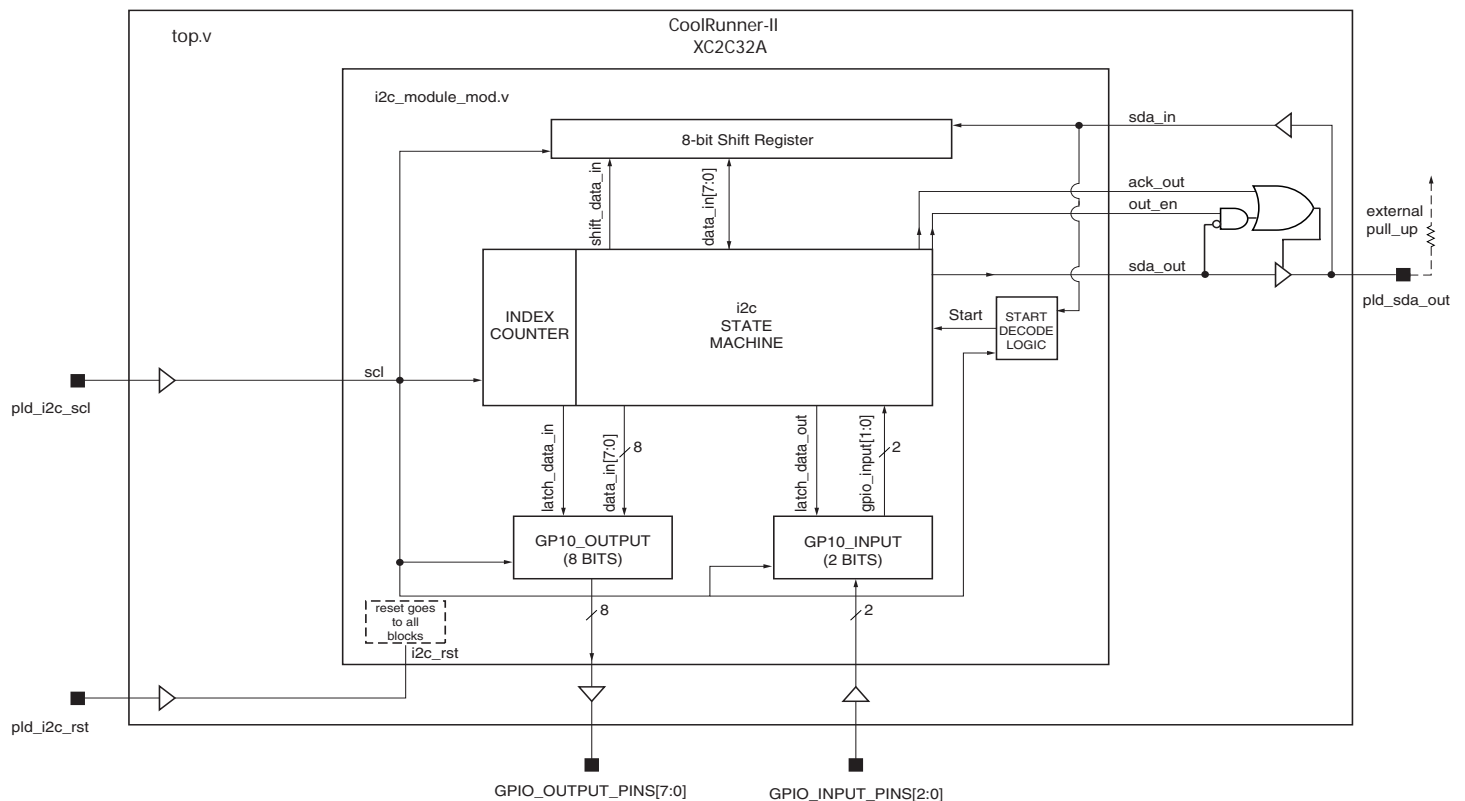 CoolRunner-II
XC2C32A
top.v
i2c_module_mod.v
8-bit Shift Register
sda_in
ack_out
out_en
sda_out
external
pull_up
pld_sda_out
shift_data_in
data_in[7:0]
INDEX
COUNTER
i2c
STATE
MACHINE
Start
START
DECODE
LOGIC
scl
pld_i2c_scl
latch_data_in
data_in[7:0]
8
latch_data_out
gpio_input[1:0]
2
GP10_OUTPUT
(8 BITS)
GP10_INPUT
(2 BITS)
reset goes
to all
blocks
i2c_rst
8
2
pld_i2c_rst
GPIO_OUTPUT_PINS[7:0]
GPIO_INPUT_PINS[2:0]